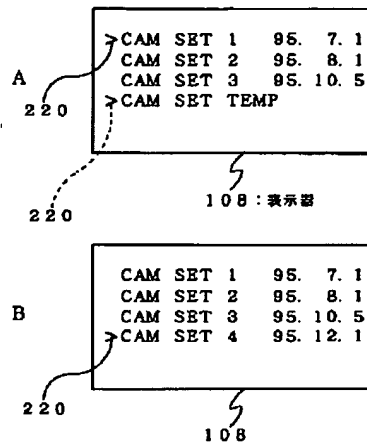 A
>CAM SET 1 95. 7. 1
CAM SET 2 95. 8. 1
CAM SET 3 95. 10. 5
>CAM SET TEMP
220
220
108:表示器
B
CAM SET 1 95. 7. 1
CAM SET 2 95. 8. 1
CAM SET 3 95. 10. 5
>CAM SET 4 95. 12. 1
220
108